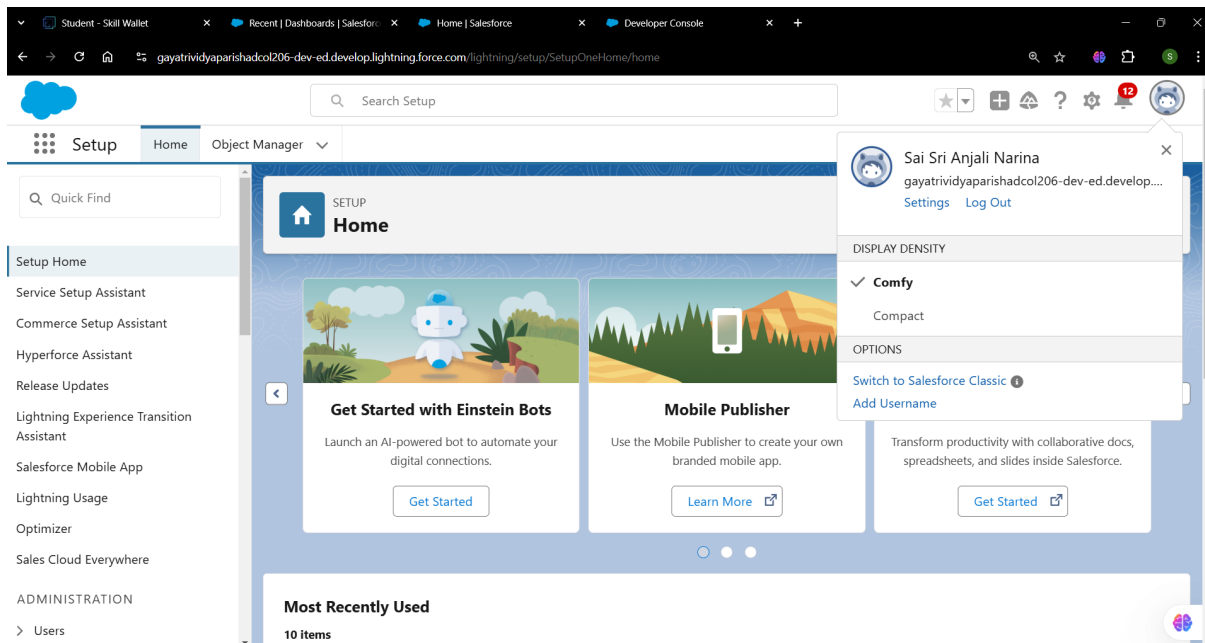 Student - Skill Wallet
Recent | Dashboards | Salesforc
Home | Salesforce
Developer Console
gayatrividyaparishadcol206-dev-ed.develop.lightning.force.com/lightning/setup/SetupOneHome/home
S
Search Setup
12
Setup
Home
Object Manager
Quick Find
Setup Home
Service Setup Assistant
Commerce Setup Assistant
Hyperforce Assistant
Release Updates
Lightning Experience Transition
Assistant
Salesforce Mobile App
Lightning Usage
Optimizer
Sales Cloud Everywhere
ADMINISTRATION
Users
SETUP
Home
Get Started with Einstein Bots
Launch an AI-powered bot to automate your
digital connections.
Get Started
Mobile Publisher
Use the Mobile Publisher to create your own
branded mobile app.
Learn More
Transform productivity with collaborative docs,
spreadsheets, and slides inside Salesforce.
Get Started
Most Recently Used
10 items
Sai Sri Anjali Narina
gayatrividyaparishadcol206-dev-ed.develop....
Settings Log Out
DISPLAY DENSITY
Comfy
Compact
OPTIONS
Switch to Salesforce Classic
Add Username